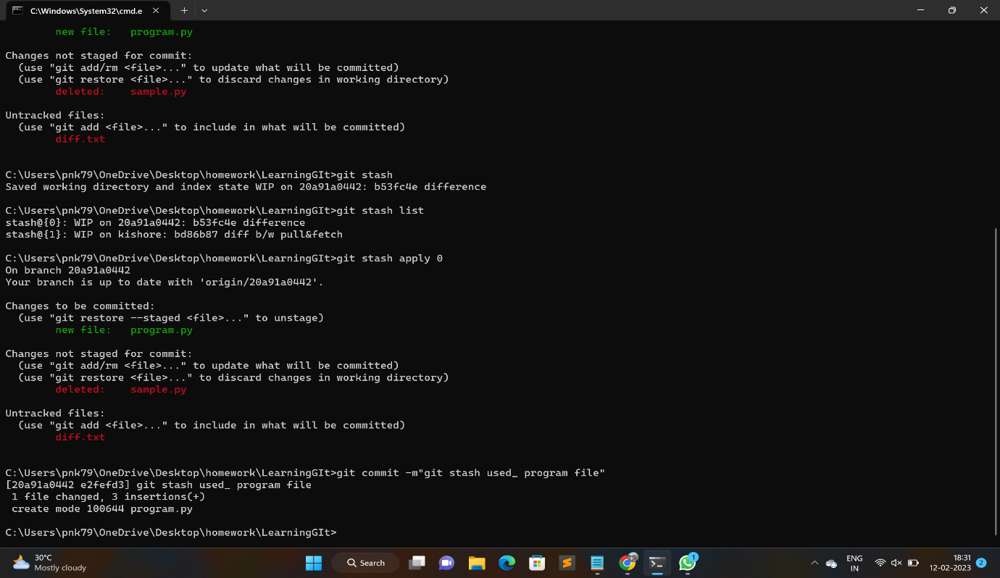 C:\Windows\System32\cmd.e
new file:   program.py
Changes not staged for commit:
  (use "git add/rm <file>..." to update what will be committed)
  (use "git restore <file>..." to discard changes in working directory)
        deleted:    sample.py
Untracked files:
  (use "git add <file>..." to include in what will be committed)
        diff.txt
C:\Users\pnk79\OneDrive\Desktop\homework\LearningGIt>git stash
Saved working directory and index state WIP on 20a91a0442: b53fc4e difference
C:\Users\pnk79\OneDrive\Desktop\homework\LearningGIt>git stash list
stash@{0}: WIP on 20a91a0442: b53fc4e difference
stash@{1}: WIP on kishore: bd86b87 diff b/w pull&fetch
C:\Users\pnk79\OneDrive\Desktop\homework\LearningGIt>git stash apply 0
On branch 20a91a0442
Your branch is up to date with 'origin/20a91a0442'.
Changes to be committed:
  (use "git restore --staged <file>..." to unstage)
        new file:   program.py
Changes not staged for commit:
  (use "git add/rm <file>..." to update what will be committed)
  (use "git restore <file>..." to discard changes in working directory)
        deleted:    sample.py
Untracked files:
  (use "git add <file>..." to include in what will be committed)
        diff.txt
C:\Users\pnk79\OneDrive\Desktop\homework\LearningGIt>git commit -m"git stash used_ program file"
[20a91a0442 e2fefd3] git stash used_ program file
 1 file changed, 3 insertions(+)
 create mode 100644 program.py
C:\Users\pnk79\OneDrive\Desktop\homework\LearningGIt>
30°C
Mostly cloudy
Search
1
ENG
IN
18:31
12-02-2023
2